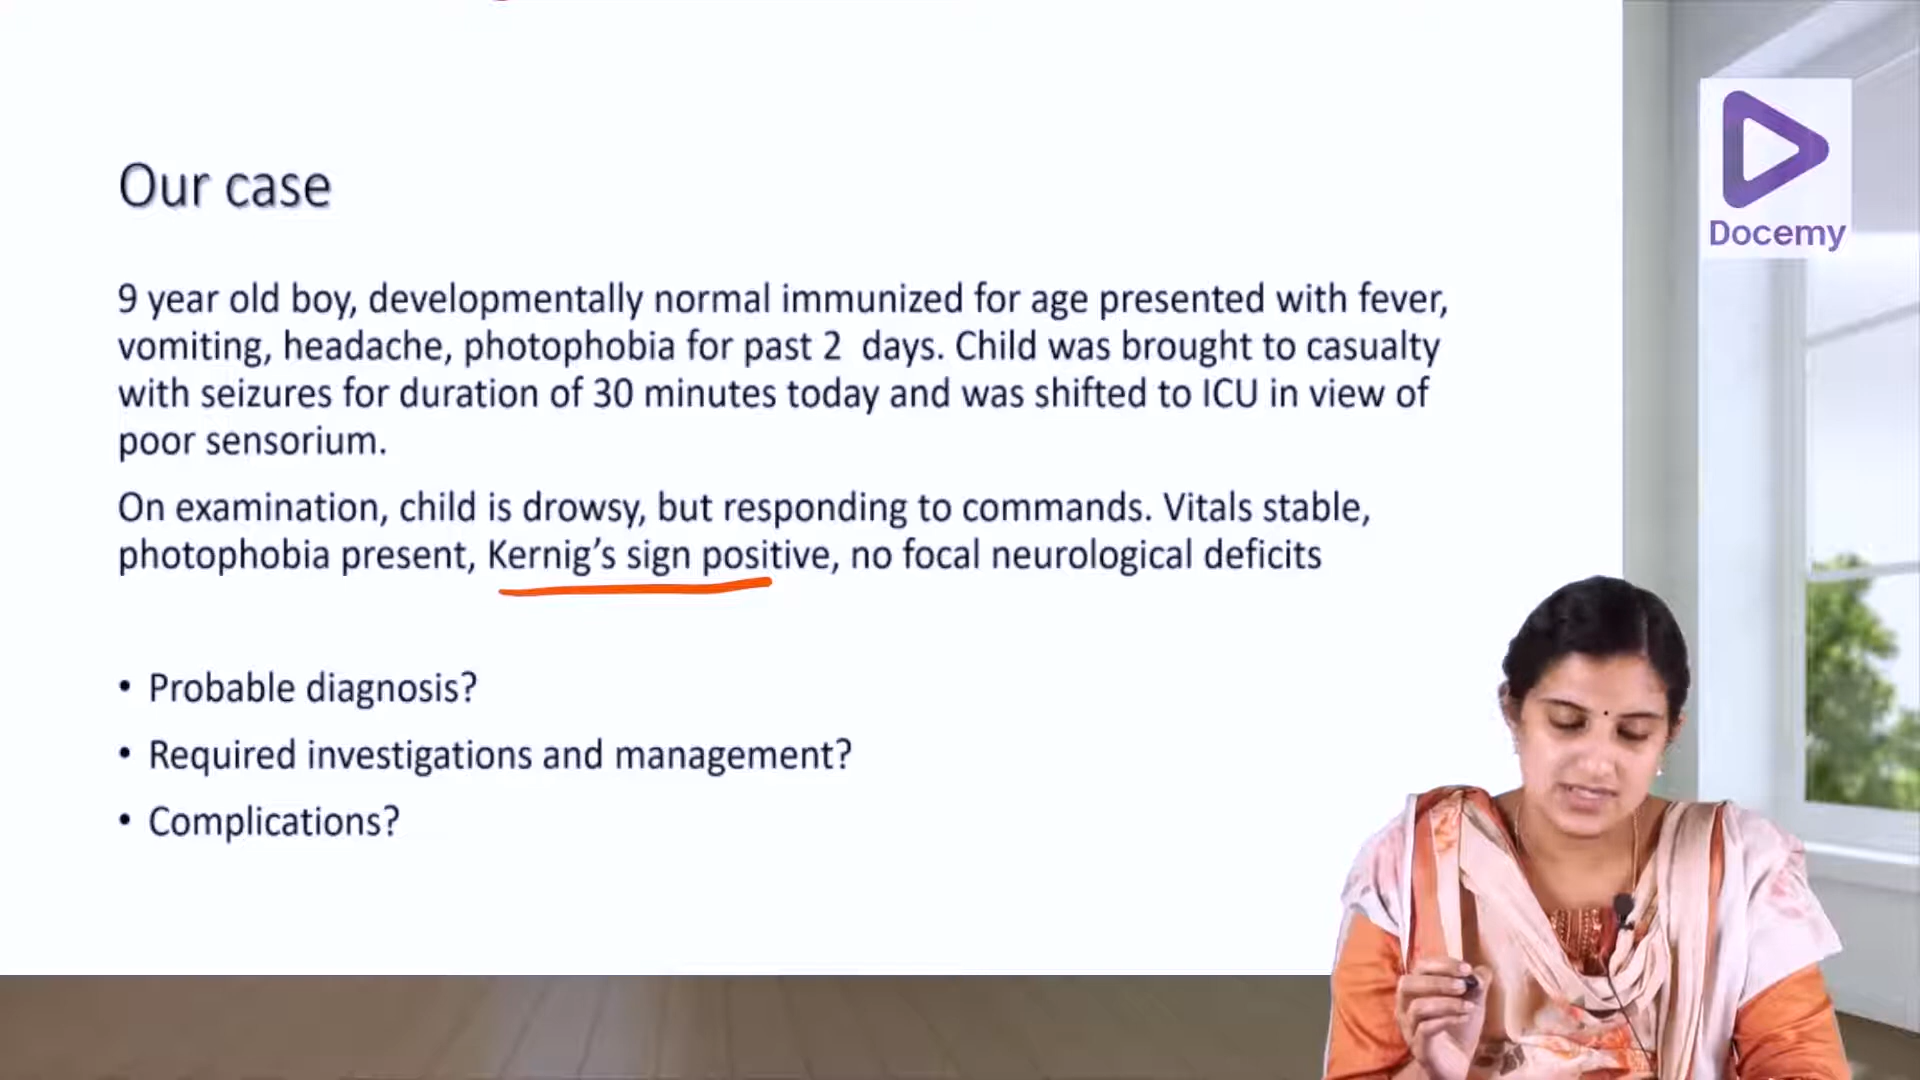 Our case
Docemy
9 year old boy, developmentally normal immunized for age presented with fever,
vomiting, headache, photophobia for past 2 days. Child was brought to casualty
with seizures for duration of 30 minutes today and was shifted to ICU in view of
poor sensorium.
On examination, child is drowsy, but responding to commands. Vitals stable,
photophobia present, Kernig’s sign positive, no focal neurological deficits
• Probable diagnosis?
• Required investigations and management?
• Complications?